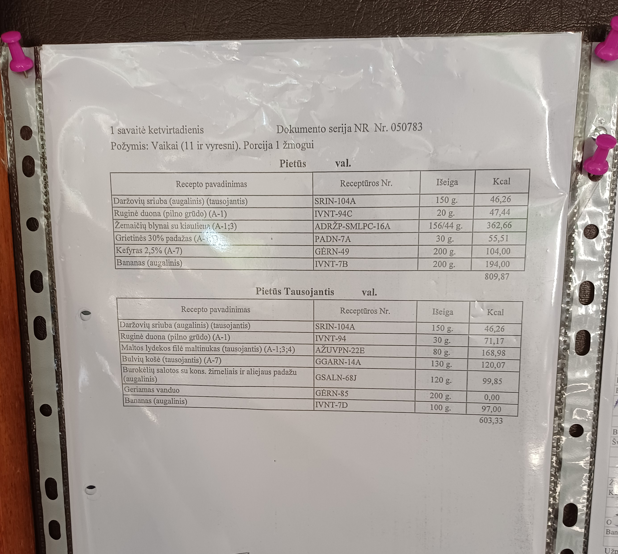 1 savaitė ketvirtadienis Dokumento serija NR Nr. 050783
Požymis: Vaikai (11 ir vyresni). Porcija 1 žmogui
Pietūs val.
Recepto pavadinimas Receptūros Nr. Išeiga Kcal
Daržovių sriuba (augalinis) (tausojantis) SRIN-104A 150 g. 46,26
Ruginė duona (pilno grūdo) (A-1) IVNT-94C 20 g. 47,44
Žemaičių blynai su kiauliena (A-1;3) ADRŽP-SMLPC-16A 156/44 g. 362,66
Grietinės 30% padažas PADN-7A 30 g. 55,51
Kefyras 2,5% (A-7) GĖRN-49 200 g. 104,00
Bananas (augalinis) IVNT-7B 200 g. 194,00
809,87
Pietūs Tausojantis val.
Recepto pavadinimas Receptūros Nr. Išeiga Kcal
Daržovių sriuba (augalinis) (tausojantis) SRIN-104A 150 g. 46,26
Ruginė duona (pilno grūdo) (A-1) IVNT-94 30 g. 71,17
Maltos lydekos filė maltinukas (tausojantis) (A-1;3;4) AŽUVPN-22E 80 g. 168,98
Bulvių košė (tausojantis) (A-7) GGARN-14A 130 g. 120,07
Burokėlių salotos su kons. žirneliais ir aliejaus padažu
(augalinis) GSALN-68J 120 g. 99,85
Geriamas vanduo GĖRN-85 200 g. 0,00
Bananas (augalinis) IVNT-7D 100 g. 97,00
603,33